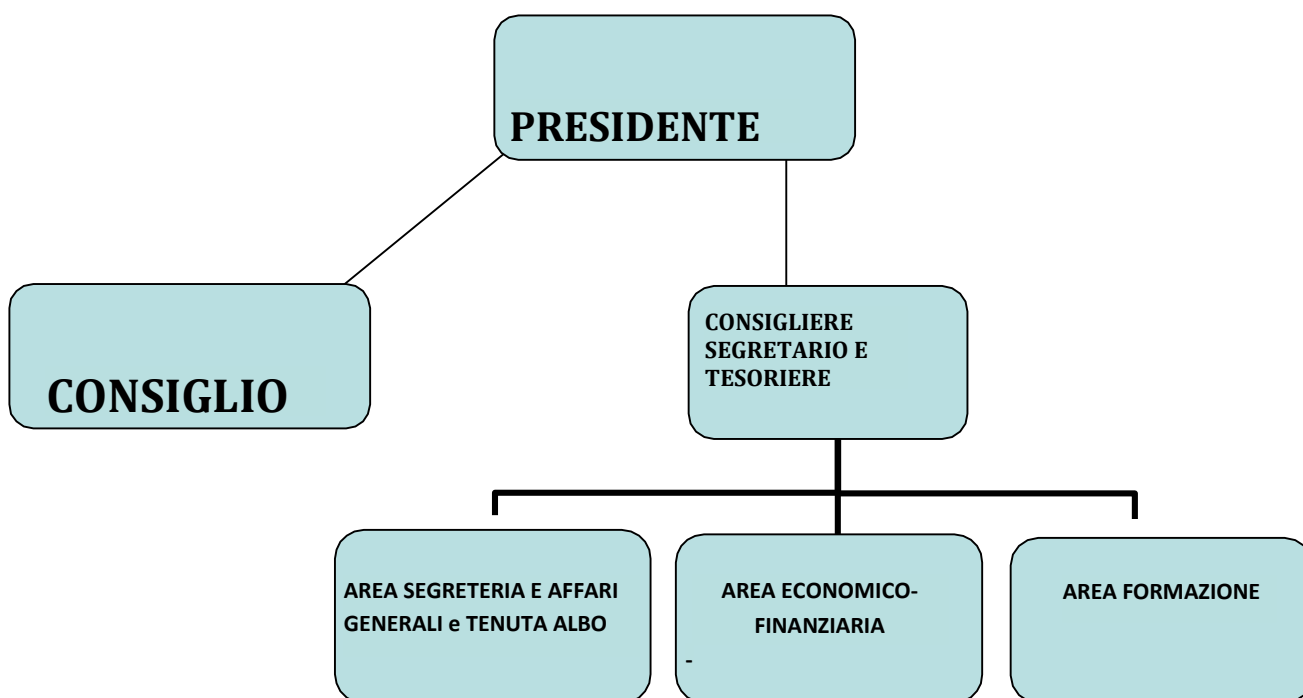 PRESIDENTE
CONSIGLIO
CONSIGLIERE
SEGRETARIO E
TESORIERE
AREA SEGRETERIA E AFFARI
GENERALI e TENUTA ALBO
AREA ECONOMICO-
FINANZIARIA
-
AREA FORMAZIONE